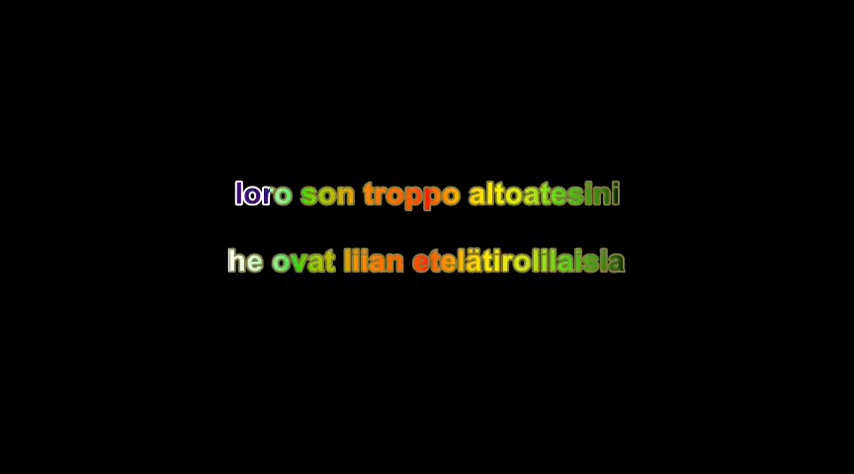 loro son troppo altoatesini
he ovat liian etelätirolilaisia